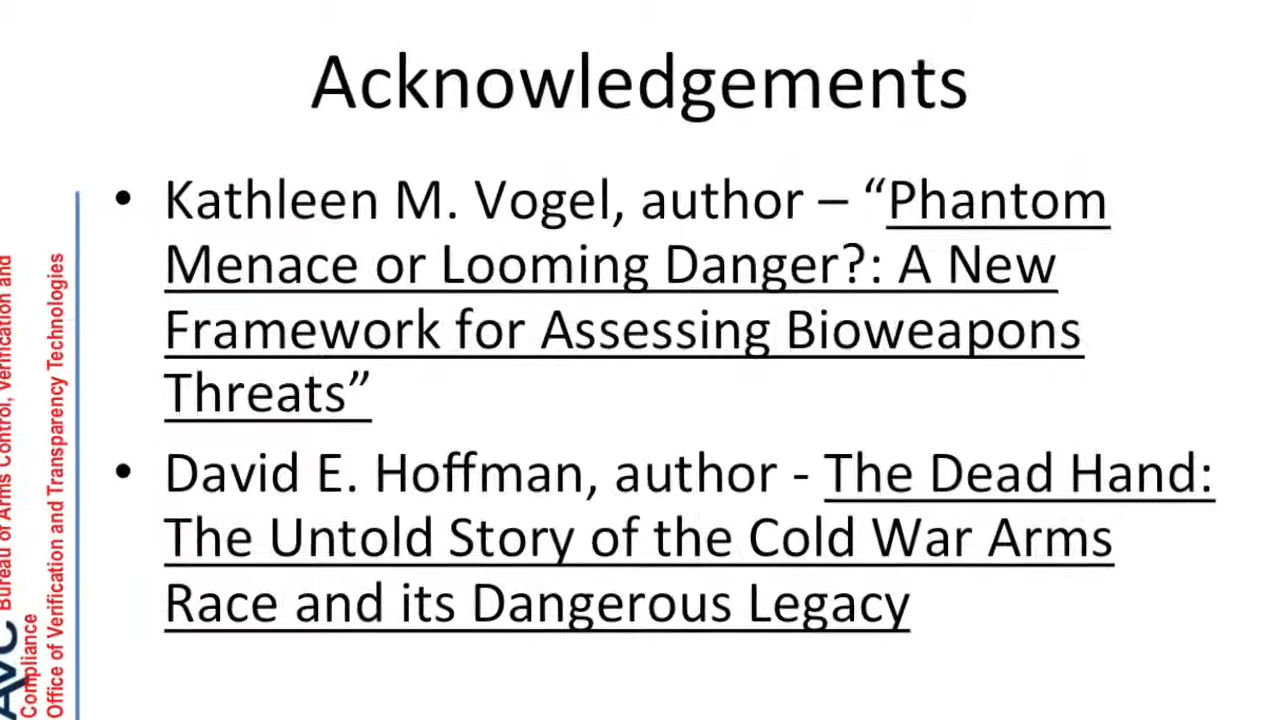 Acknowledgements
• Kathleen M. Vogel, author – “Phantom
Menace or Looming Danger?: A New
Framework for Assessing Bioweapons
Threats”
• David E. Hoffman, author - The Dead Hand:
The Untold Story of the Cold War Arms
Race and its Dangerous Legacy
AVC Bureau of Arms Control, Verification and
Compliance
Office of Verification and Transparency Technologies